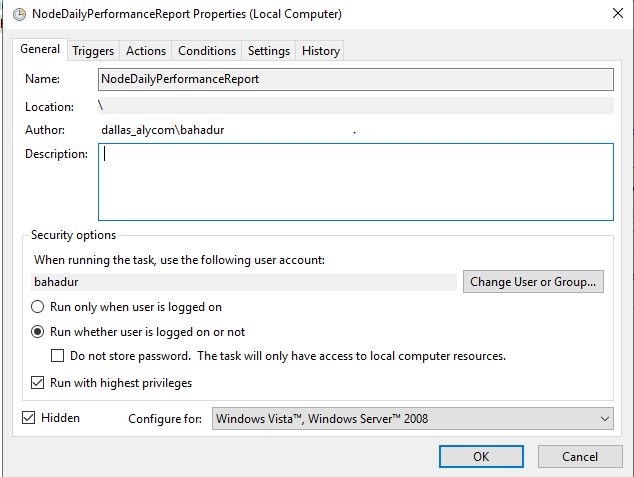 NodeDailyPerformanceReport Properties (Local Computer)
General Triggers Actions Conditions Settings History
Name: NodeDailyPerformanceReport
Location: \
Author: dallas_alycom\bahadur
Description:
Security options
When running the task, use the following user account:
bahadur Change User or Group...
Run only when user is logged on
Run whether user is logged on or not
Do not store password. The task will only have access to local computer resources.
Run with highest privileges
Hidden Configure for: Windows Vista™, Windows Server™ 2008
OK Cancel